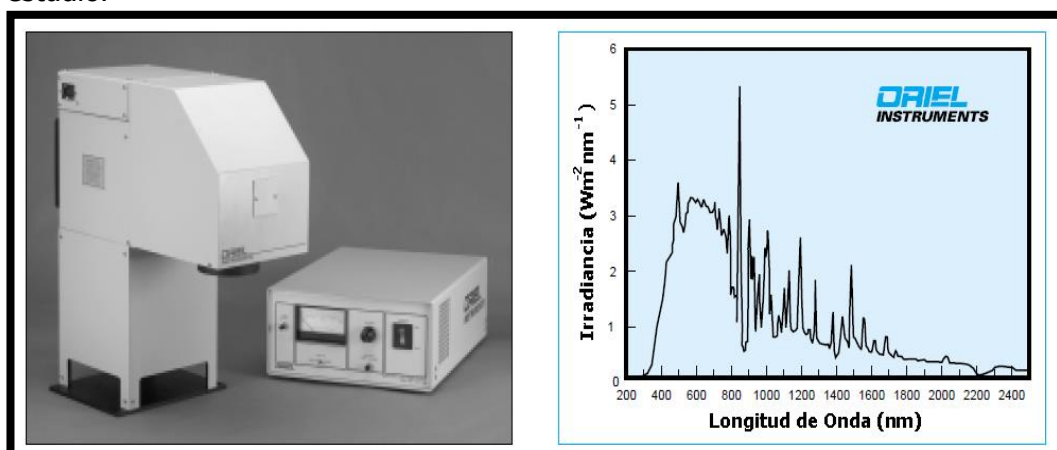 estudio.
6
5
4
3
2
1
0
ORIEL
INSTRUMENTS
Irradiancia (Wm-2 nm-1)
200 400 600 800 1000 1200 1400 1600 1800 2000 2200 2400
Longitud de Onda (nm)
ORIEL